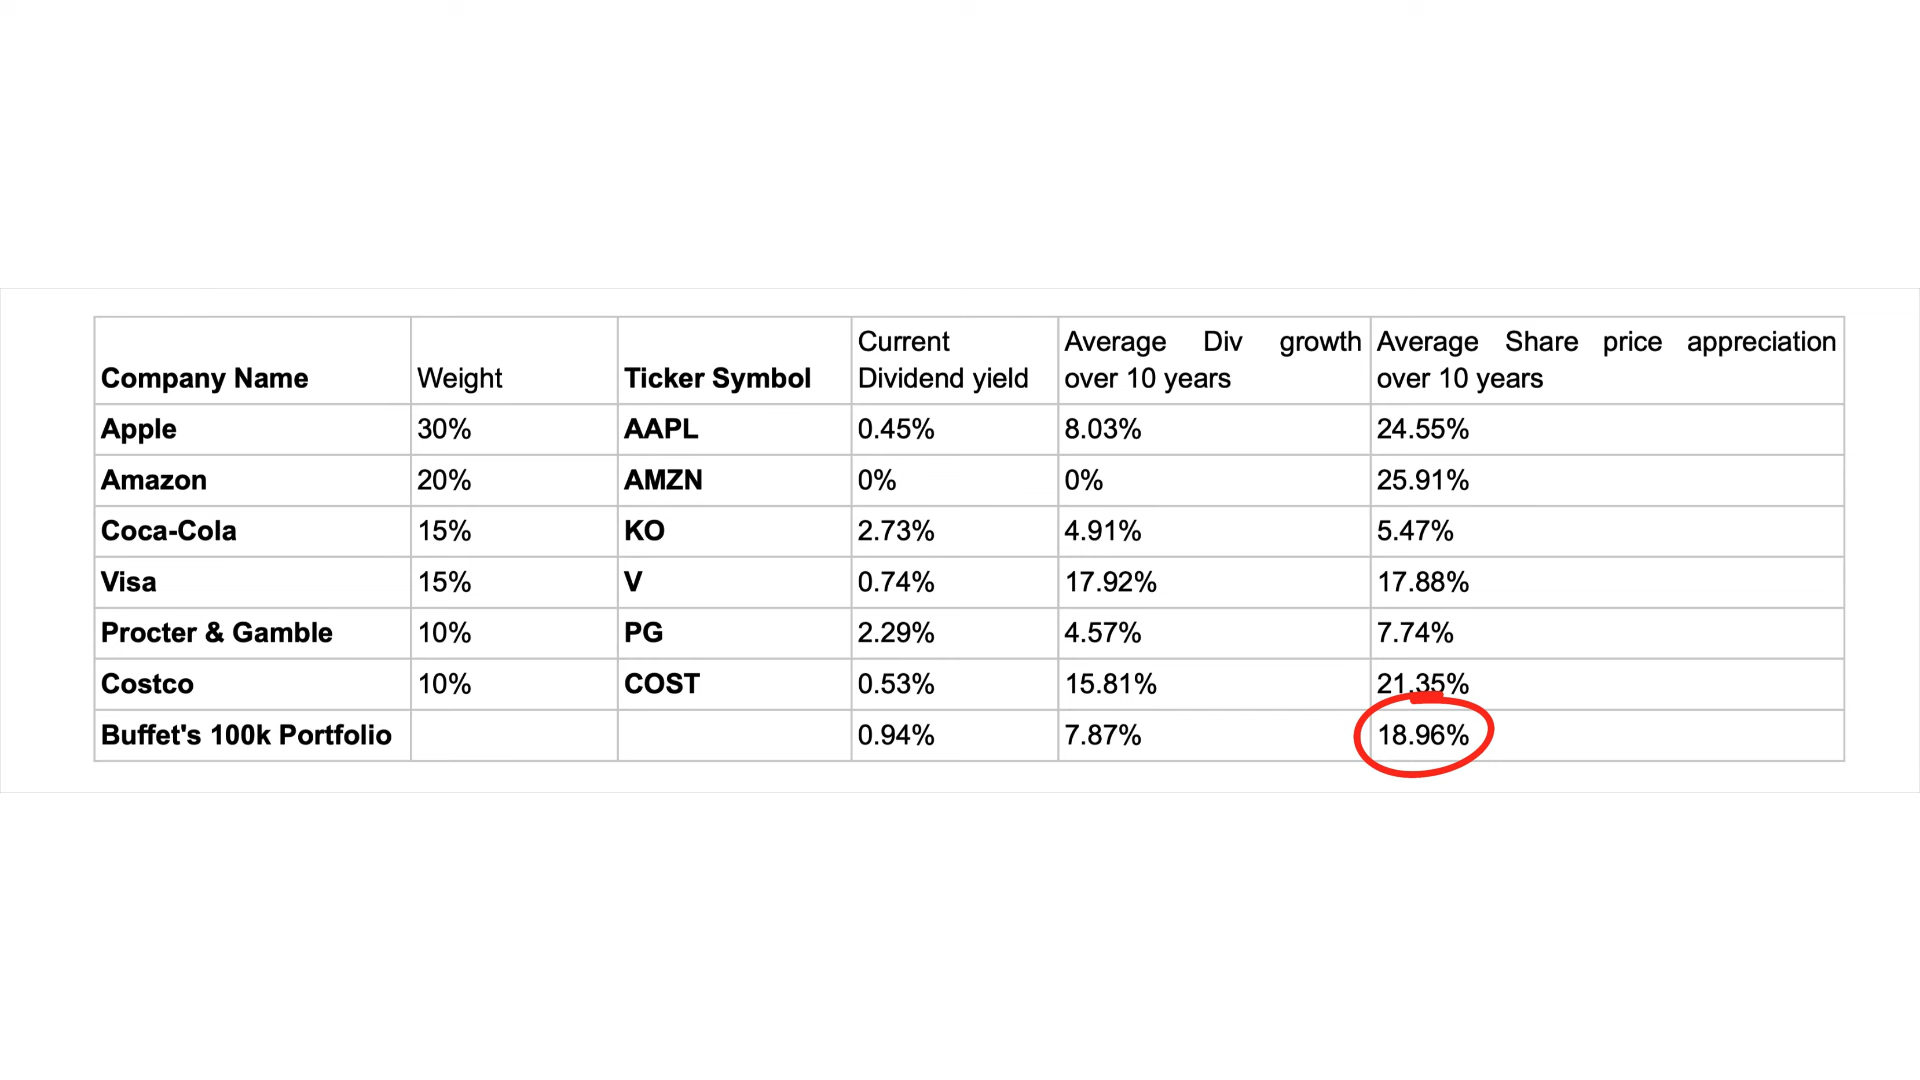 Company Name Weight Ticker Symbol Current Dividend yield Average Div growth over 10 years Average Share price appreciation over 10 years
Apple 30% AAPL 0.45% 8.03% 24.55%
Amazon 20% AMZN 0% 0% 25.91%
Coca-Cola 15% KO 2.73% 4.91% 5.47%
Visa 15% V 0.74% 17.92% 17.88%
Procter & Gamble 10% PG 2.29% 4.57% 7.74%
Costco 10% COST 0.53% 15.81% 21.35%
Buffet's 100k Portfolio 0.94% 7.87% 18.96%